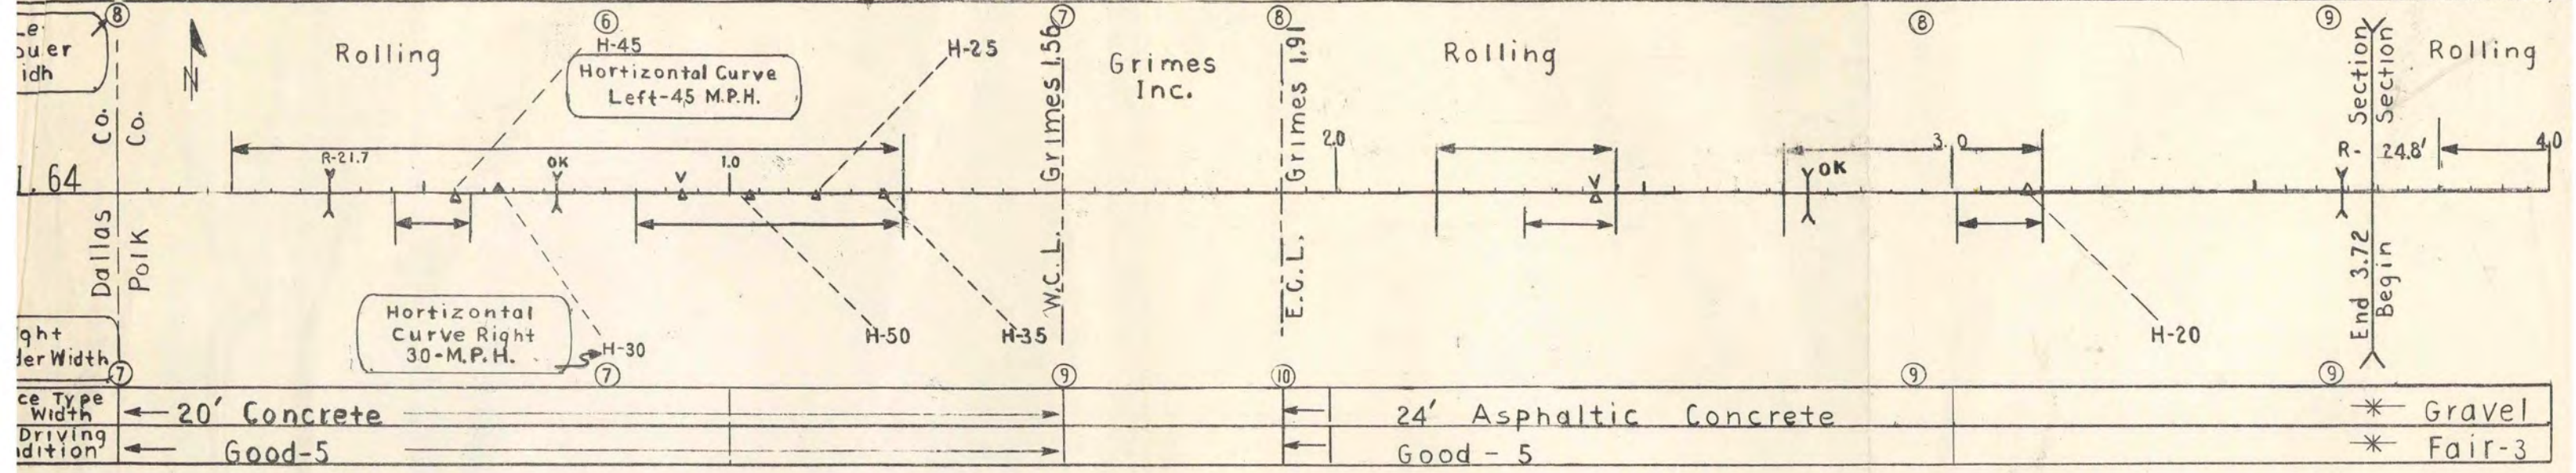 Le
ouer
idh
8
N
Rolling
6
H-45
Hortizontal Curve
Left-45 M.P.H.
H-25
7
Grimes 1.56
W.C.L.
Grimes
Inc.
8
Grimes 1.91
E.C.L.
Rolling
8
9
Section
Section
Rolling
Co.
Co.
L. 64
R-21.7
OK
V
1.0
2.0
V
OK
3.0
R- 24.8'
4.0
Dallas
Polk
Hortizontal
Curve Right
30-M.P.H.
H-30
H-50
H-35
H-20
End 3.72
Begin
ght
der Width
7
7
9
10
9
9
ce Type
Width
20' Concrete
24' Asphaltic Concrete
Gravel
Driving
dition
Good-5
Good - 5
Fair-3